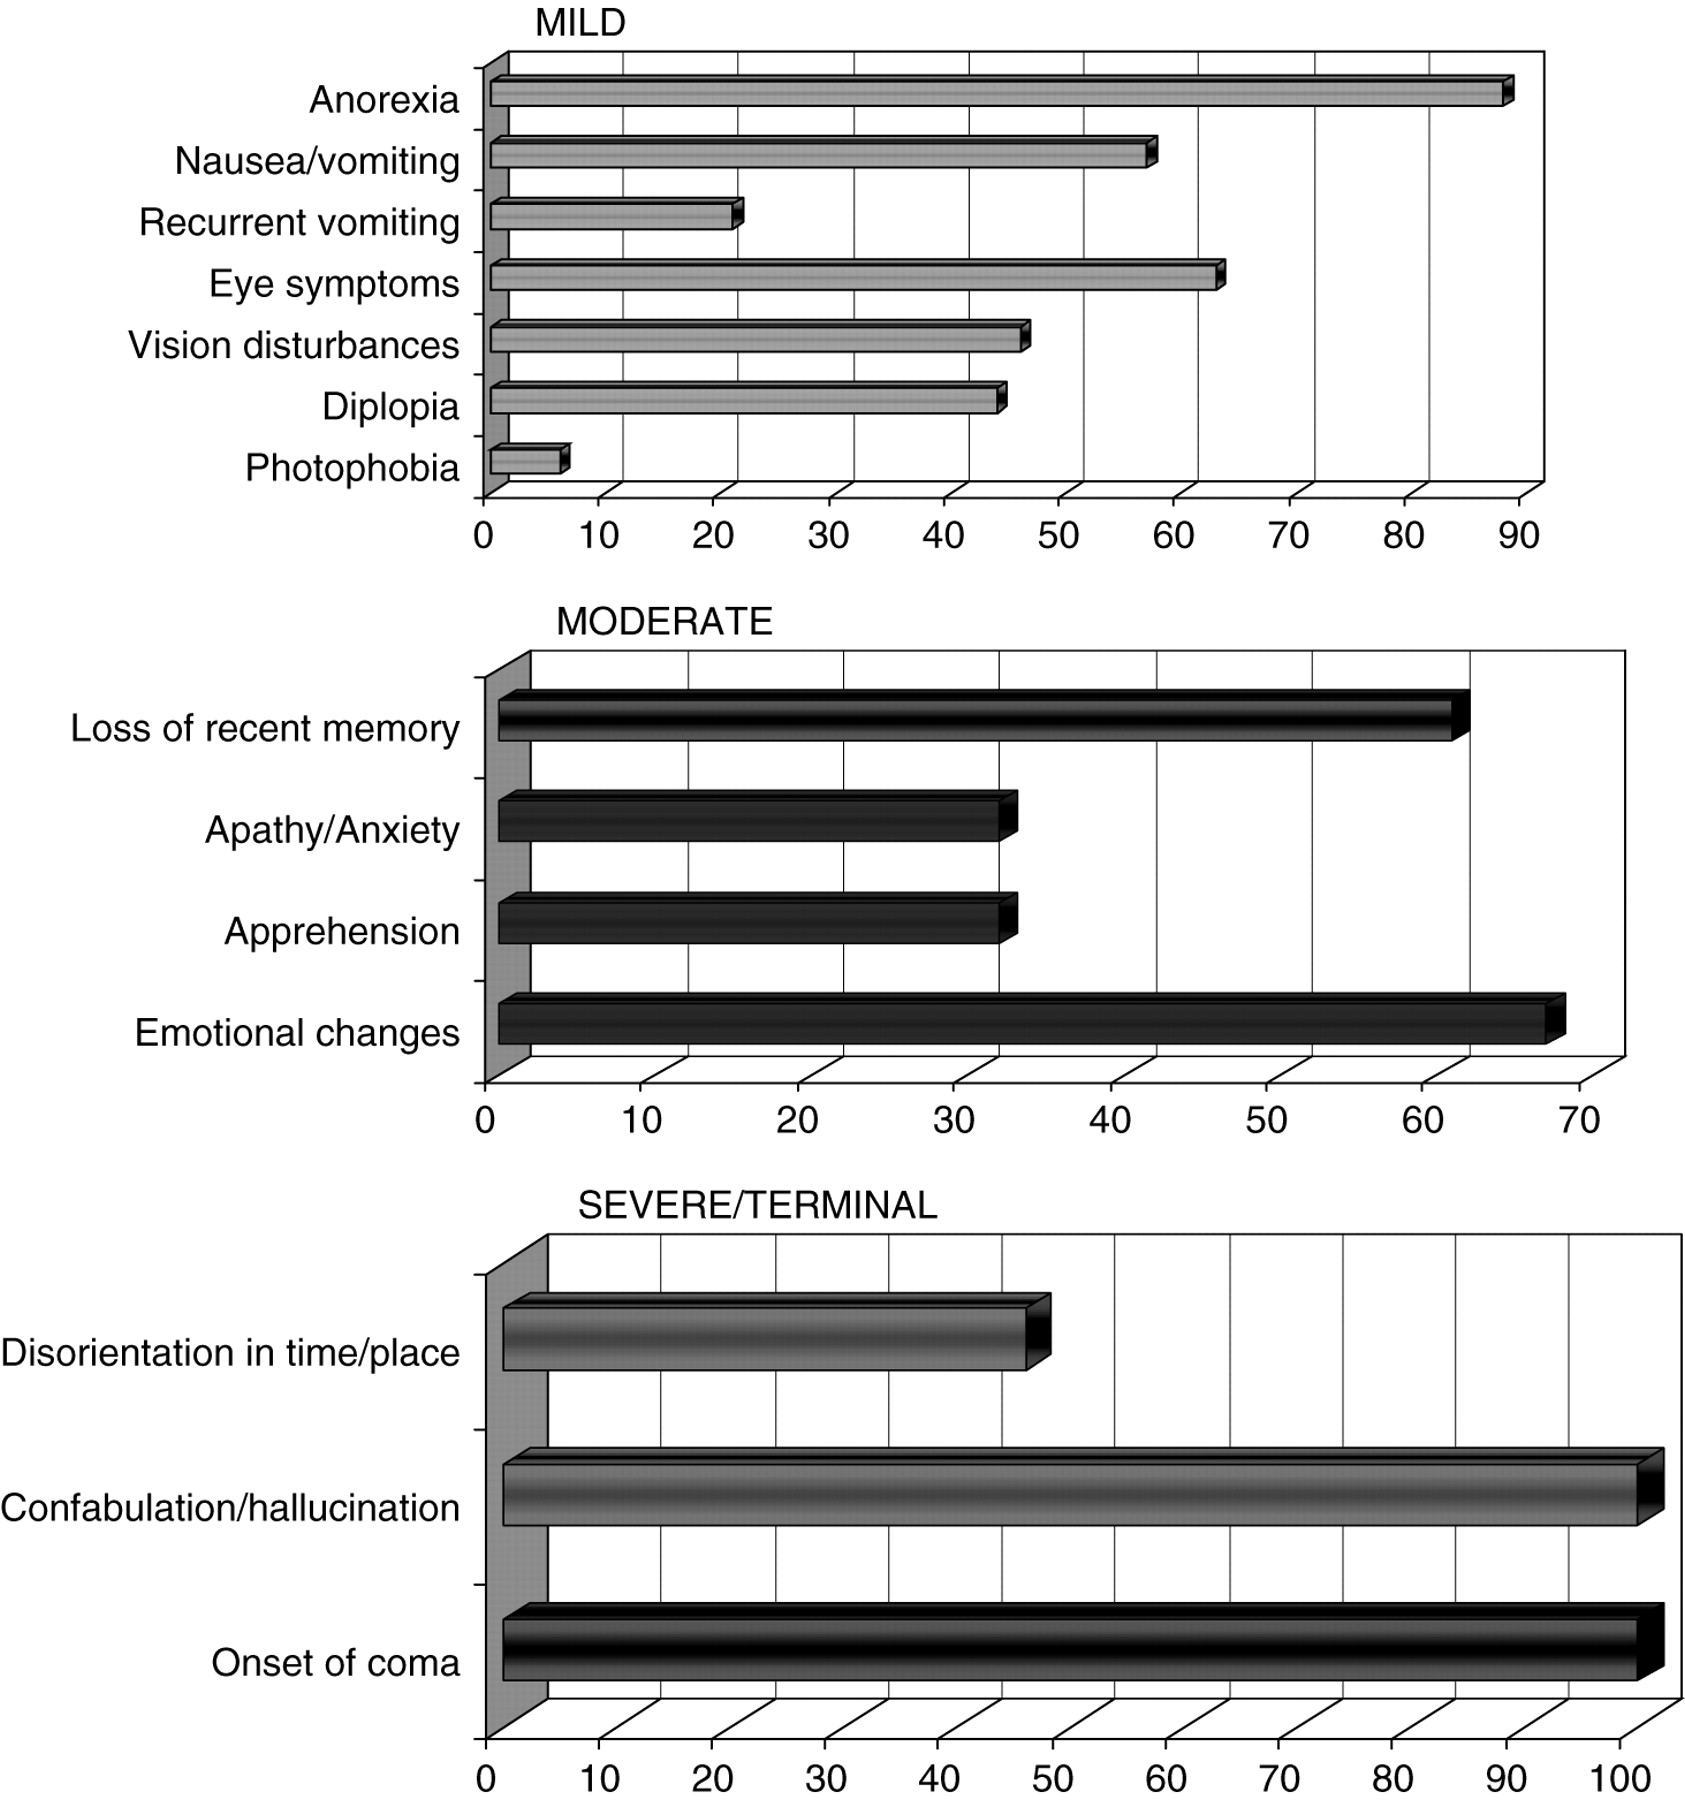 MILD
Anorexia
Nausea/vomiting
Recurrent vomiting
Eye symptoms
Vision disturbances
Diplopia
Photophobia
0 10 20 30 40 50 60 70 80 90
MODERATE
Loss of recent memory
Apathy/Anxiety
Apprehension
Emotional changes
0 10 20 30 40 50 60 70
SEVERE/TERMINAL
Disorientation in time/place
Confabulation/hallucination
Onset of coma
0 10 20 30 40 50 60 70 80 90 100